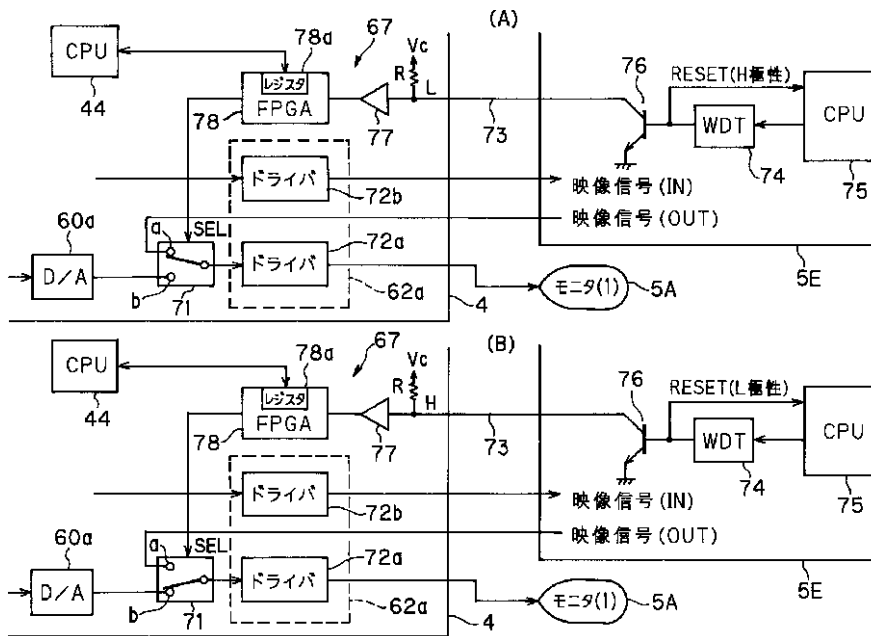 (A)
67
78a
Vc
CPU
44
レジスタ
FPGA
78
R
L
77
73
76
RESET(H極性)
WDT
74
CPU
75
ドライバ
72b
映像信号(IN)
映像信号(OUT)
60a
a
SEL
D/A
b
71
ドライバ
72a
62a
4
モニタ(1)
5A
5E
(B)
67
78a
Vc
CPU
44
レジスタ
FPGA
78
R
H
77
73
76
RESET(L極性)
WDT
74
CPU
75
ドライバ
72b
映像信号(IN)
映像信号(OUT)
60a
a
SEL
D/A
b
71
ドライバ
72a
62a
4
モニタ(1)
5A
5E